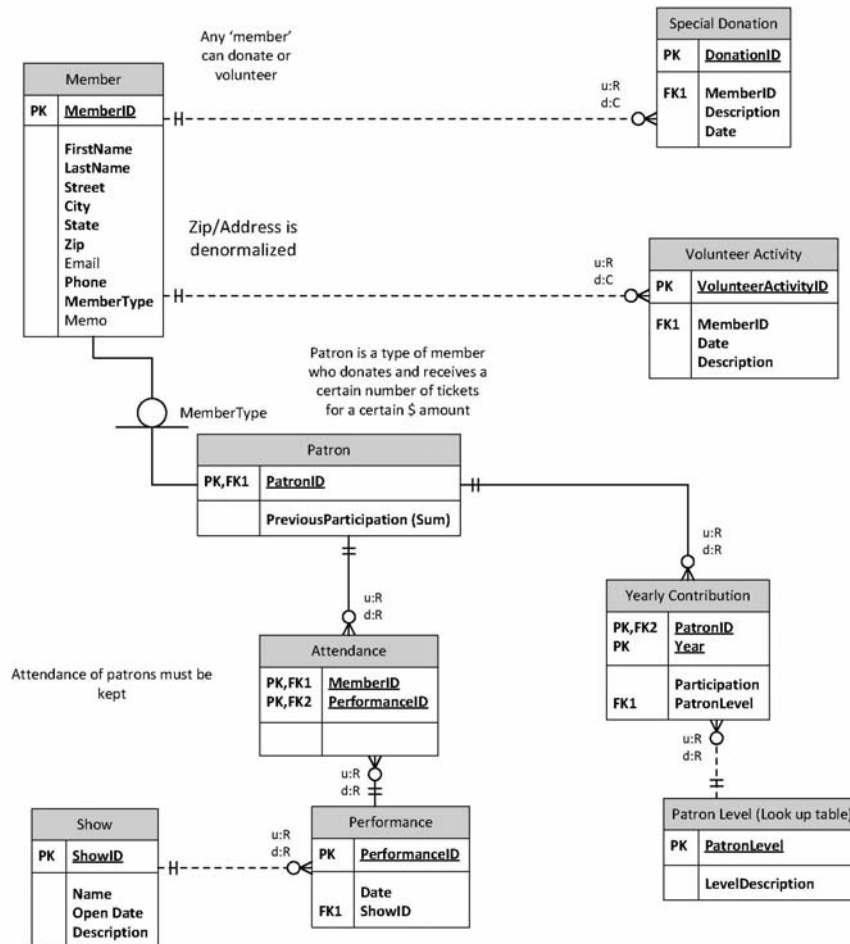 Any 'member'
can donate or
volunteer
Special Donation
PK DonationID
FK1 MemberID
Description
Date
u:R
d:C
Member
PK MemberID
FirstName
LastName
Street
City
State
Zip
Email
Phone
MemberType
Memo
Zip/Address is
denormalized
u:R
d:C
Volunteer Activity
PK VolunteerActivityID
FK1 MemberID
Date
Description
Patron is a type of member
who donates and receives a
certain number of tickets
for a certain $ amount
MemberType
Patron
PK,FK1 PatronID
PreviousParticipation (Sum)
u:R
d:R
u:R
d:R
Yearly Contribution
PK,FK2 PatronID
PK Year
Participation
FK1 PatronLevel
Attendance of patrons must be
kept
Attendance
PK,FK1 MemberID
PK,FK2 PerformanceID
u:R
d:R
u:R
d:R
Patron Level (Look up table)
PK PatronLevel
LevelDescription
Show
PK ShowID
Name
Open Date
Description
u:R
d:R
Performance
PK PerformanceID
Date
FK1 ShowID